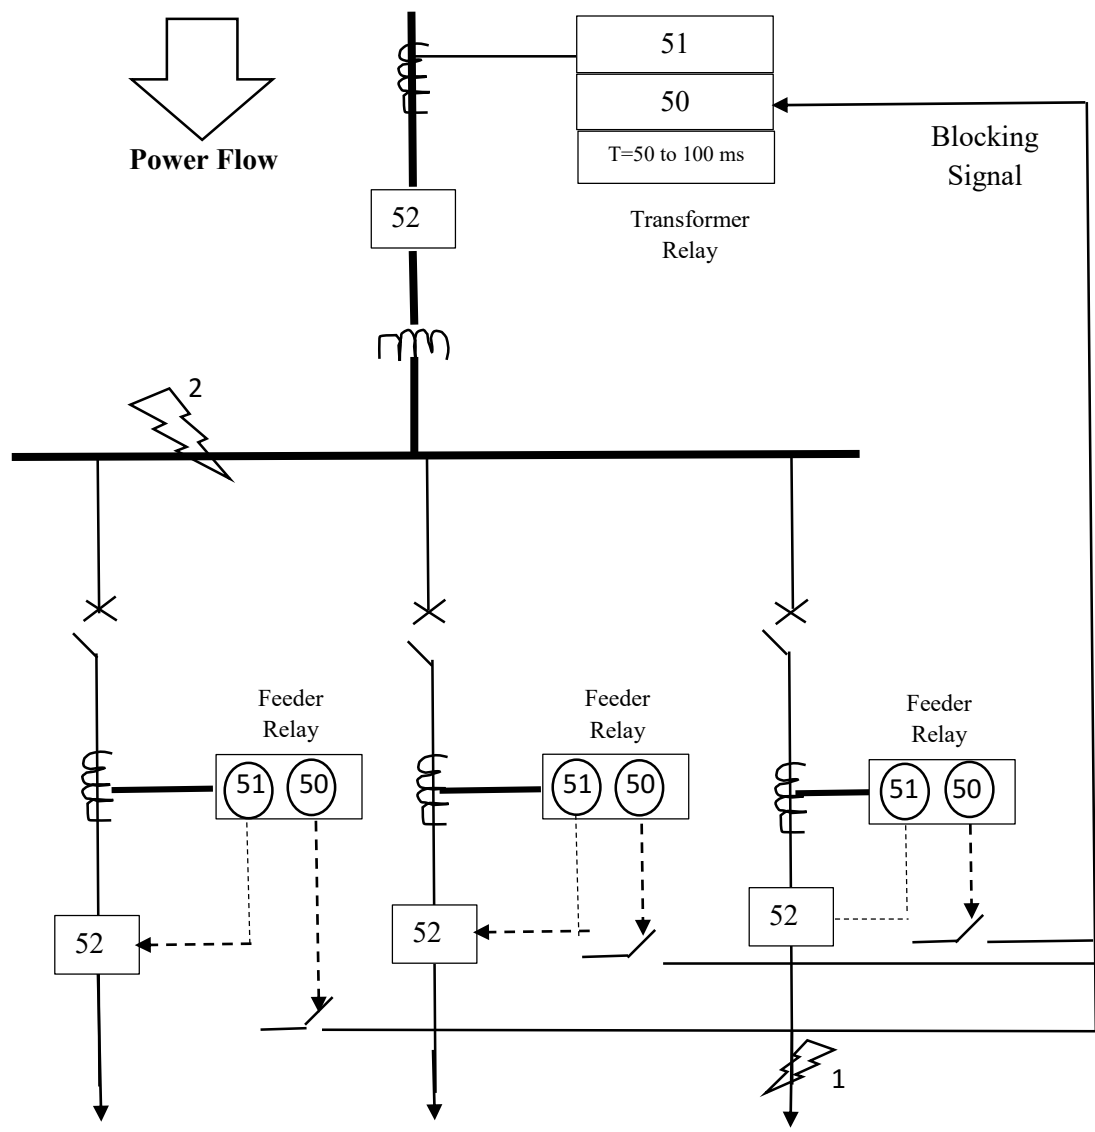 51
50
T=50 to 100 ms
Transformer
Relay
Blocking
Signal
Power Flow
52
2
Feeder
Relay
51 50
52
Feeder
Relay
51 50
52
Feeder
Relay
51 50
52
1